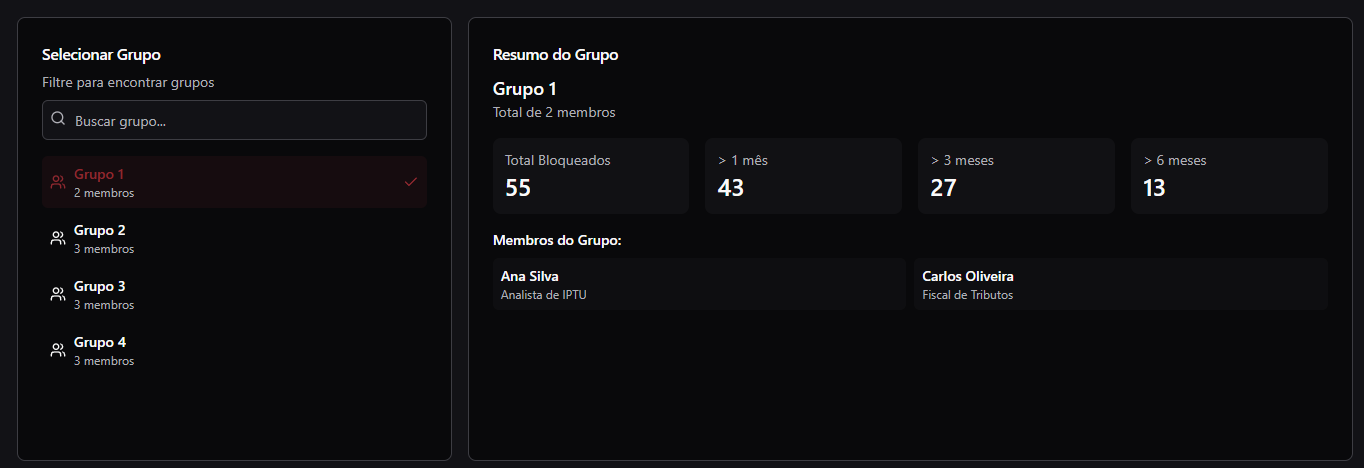 Selecionar Grupo
Filtre para encontrar grupos
Buscar grupo...
Grupo 1
2 membros
Grupo 2
3 membros
Grupo 3
3 membros
Grupo 4
3 membros
Resumo do Grupo
Grupo 1
Total de 2 membros
Total Bloqueados
55
> 1 mês
43
> 3 meses
27
> 6 meses
13
Membros do Grupo:
Ana Silva
Analista de IPTU
Carlos Oliveira
Fiscal de Tributos